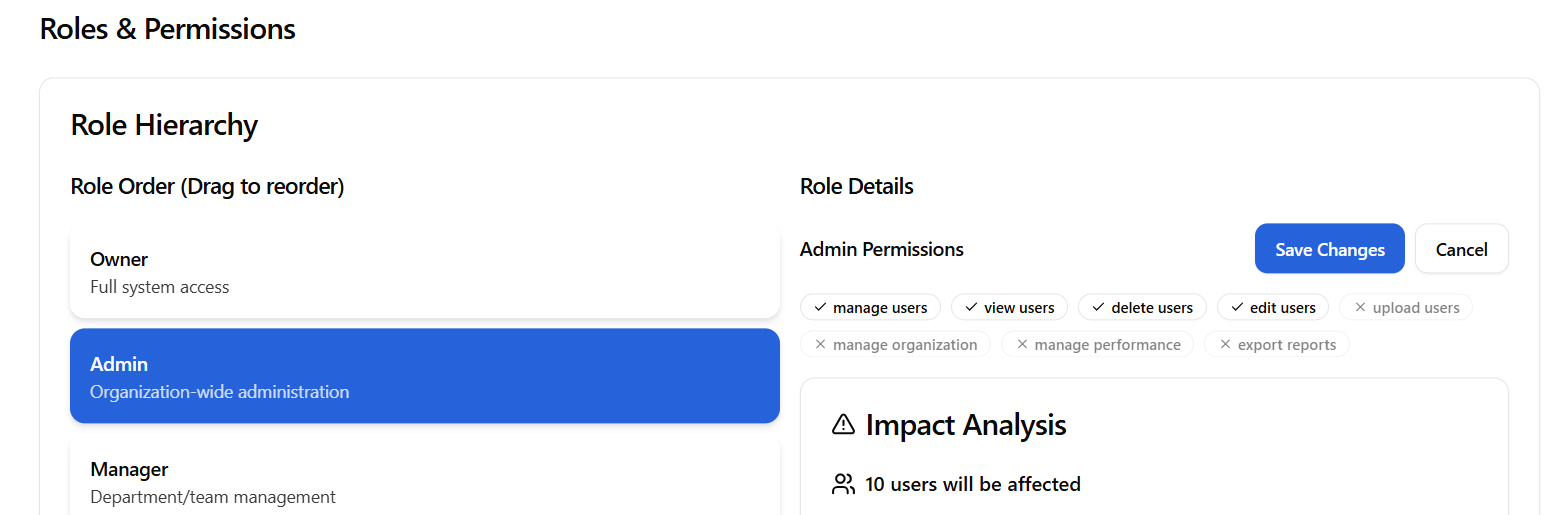 Roles & Permissions
Role Hierarchy
Role Order (Drag to reorder)
Owner
Full system access
Admin
Organization-wide administration
Manager
Department/team management
Role Details
Admin Permissions
Save Changes
Cancel
manage users
view users
delete users
edit users
upload users
manage organization
manage performance
export reports
Impact Analysis
10 users will be affected